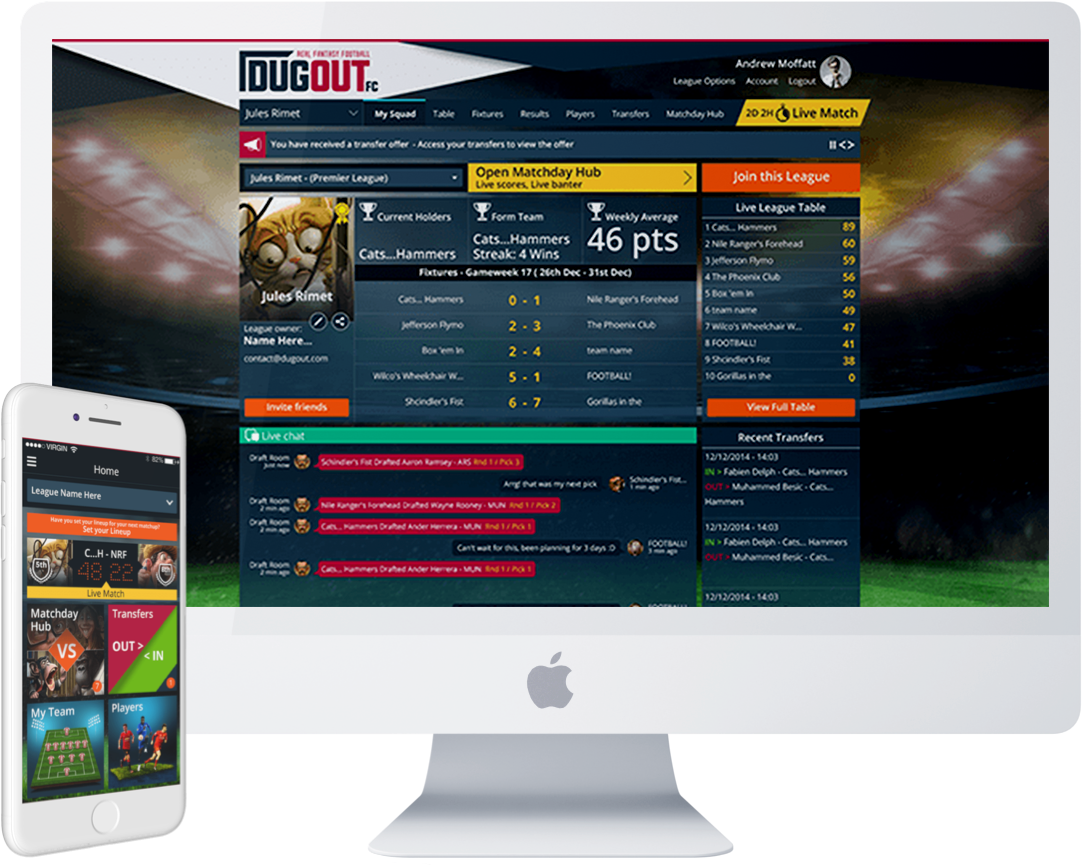 REAL FANTASY FOOTBALL
DUGOUT FC
Andrew Moffatt
League Options Account Logout
Jules Rimet
My Squad Table Fixtures Results Players Transfers Matchday Hub
2D 2H Live Match
You have received a transfer offer - Access your transfers to view the offer
Jules Rimet - (Premier League)
Open Matchday Hub
Live scores, Live banter
Join this League
Jules Rimet
League owner:
Name Here...
contact@dugout.com
Invite friends
Current Holders
Cats...Hammers
Form Team
Cats...Hammers
Streak: 4 Wins
Weekly Average
46 pts
Fixtures - Gameweek 17 ( 26th Dec - 31st Dec)
Cats... Hammers 0 - 1 Nile Ranger's Forehead
Jefferson Flymo 2 - 3 The Phoenix Club
Box 'em In 2 - 4 team name
Wilco's Wheelchair W... 5 - 1 FOOTBALL!
Shcindler's Fist 6 - 7 Gorillas in the
Live League Table
1 Cats... Hammers 89
2 Nile Ranger's Forehead 60
3 Jefferson Flymo 59
4 The Phoenix Club 56
5 Box 'em In 50
6 team name 49
7 Wilco's Wheelchair W... 47
8 FOOTBALL! 41
9 Shcindler's Fist 38
10 Gorillas in the 0
View Full Table
Live chat
Draft Room
Just now
Schindler's Fist Drafted Aaron Ramsey - ARS Rnd 1 / Pick 3
Arrg! that was my next pick
Schindler's Fist...
1 min ago
Draft Room
2 min ago
Nile Ranger's Forehead Drafted Wayne Rooney - MUN Rnd 1 / Pick 2
Draft Room
2 min ago
Cats... Hammers Drafted Ander Herrera - MUN Rnd 1 / Pick 1
Can't wait for this, been planning for 3 days :D
FOOTBALL!
3 min ago
Draft Room
2 min ago
Cats... Hammers Drafted Ander Herrera - MUN Rnd 1 / Pick 1
FOOTBALL!
Recent Transfers
12/12/2014 - 14:03
IN > Fabien Delph - Cats... Hammers
OUT > Muhammed Besic - Cats...
Hammers
12/12/2014 - 14:03
IN > Fabien Delph - Cats... Hammers
OUT > Muhammed Besic - Cats...
12/12/2014 - 14:03
VIRGIN 82%
Home
League Name Here
Have you set your lineup for your next matchup?
Set your Lineup
5th
C...H - NRF
48 22
Live Match
Matchday
Hub
VS
7
Transfers
OUT >
< IN
1
My Team
Players